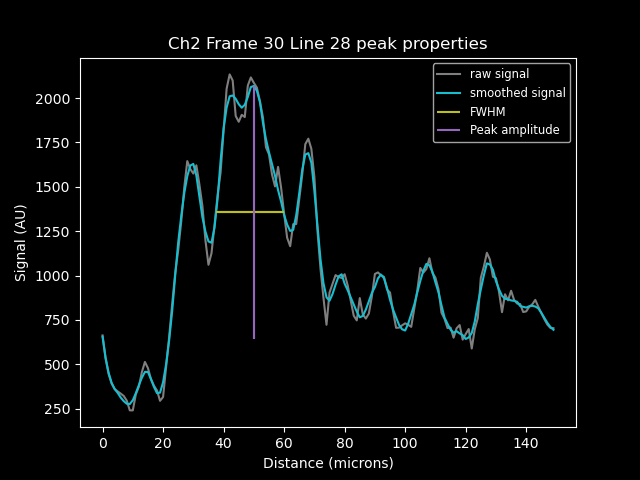 Ch2 Frame 30 Line 28 peak properties
raw signal
smoothed signal
FWHM
Peak amplitude
Signal (AU)
2000
1750
1500
1250
1000
750
500
250
0 20 40 60 80 100 120 140
Distance (microns)